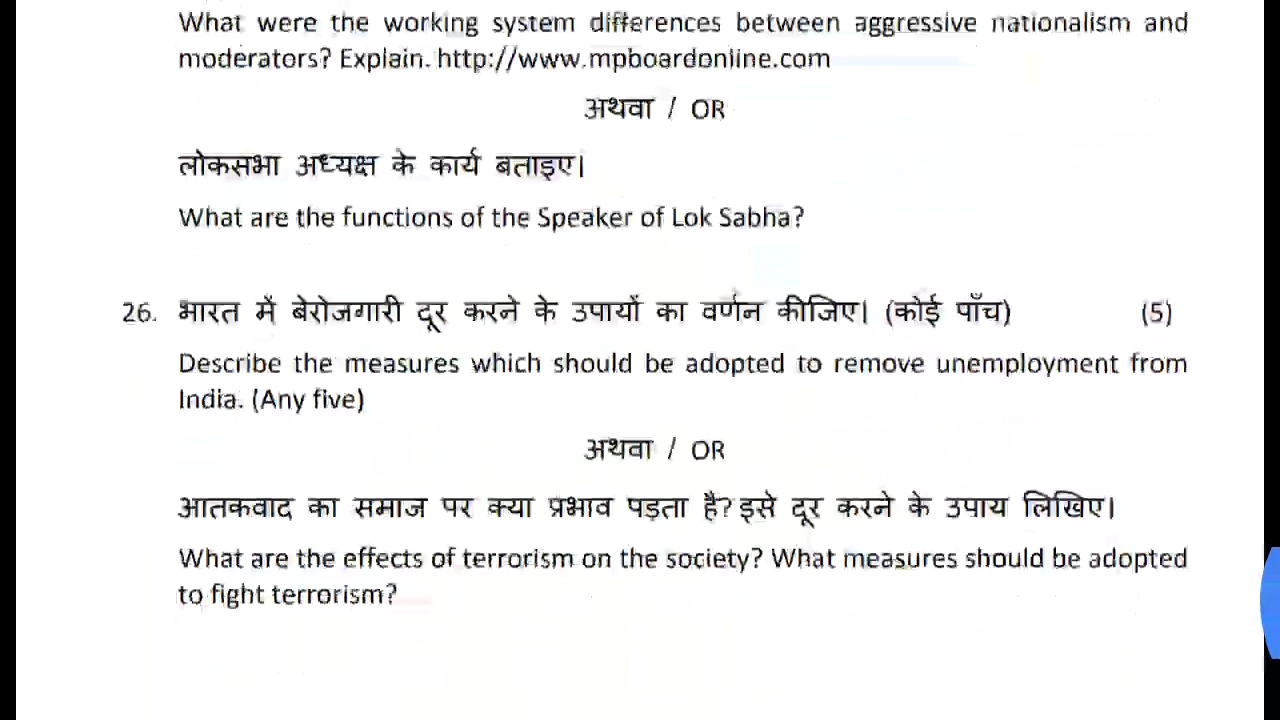 What were the working system differences between aggressive nationalism and
moderators? Explain. http://www.mpboardonline.com
अथवा / OR
लोकसभा अध्यक्ष के कार्य बताइए।
What are the functions of the Speaker of Lok Sabha?
26. भारत में बेरोजगारी दूर करने के उपायों का वर्णन कीजिए। (कोई पाँच) (5)
Describe the measures which should be adopted to remove unemployment from
India. (Any five)
अथवा / OR
आतकवाद का समाज पर क्या प्रभाव पड़ता है? इसे दूर करने के उपाय लिखिए।
What are the effects of terrorism on the society? What measures should be adopted
to fight terrorism?